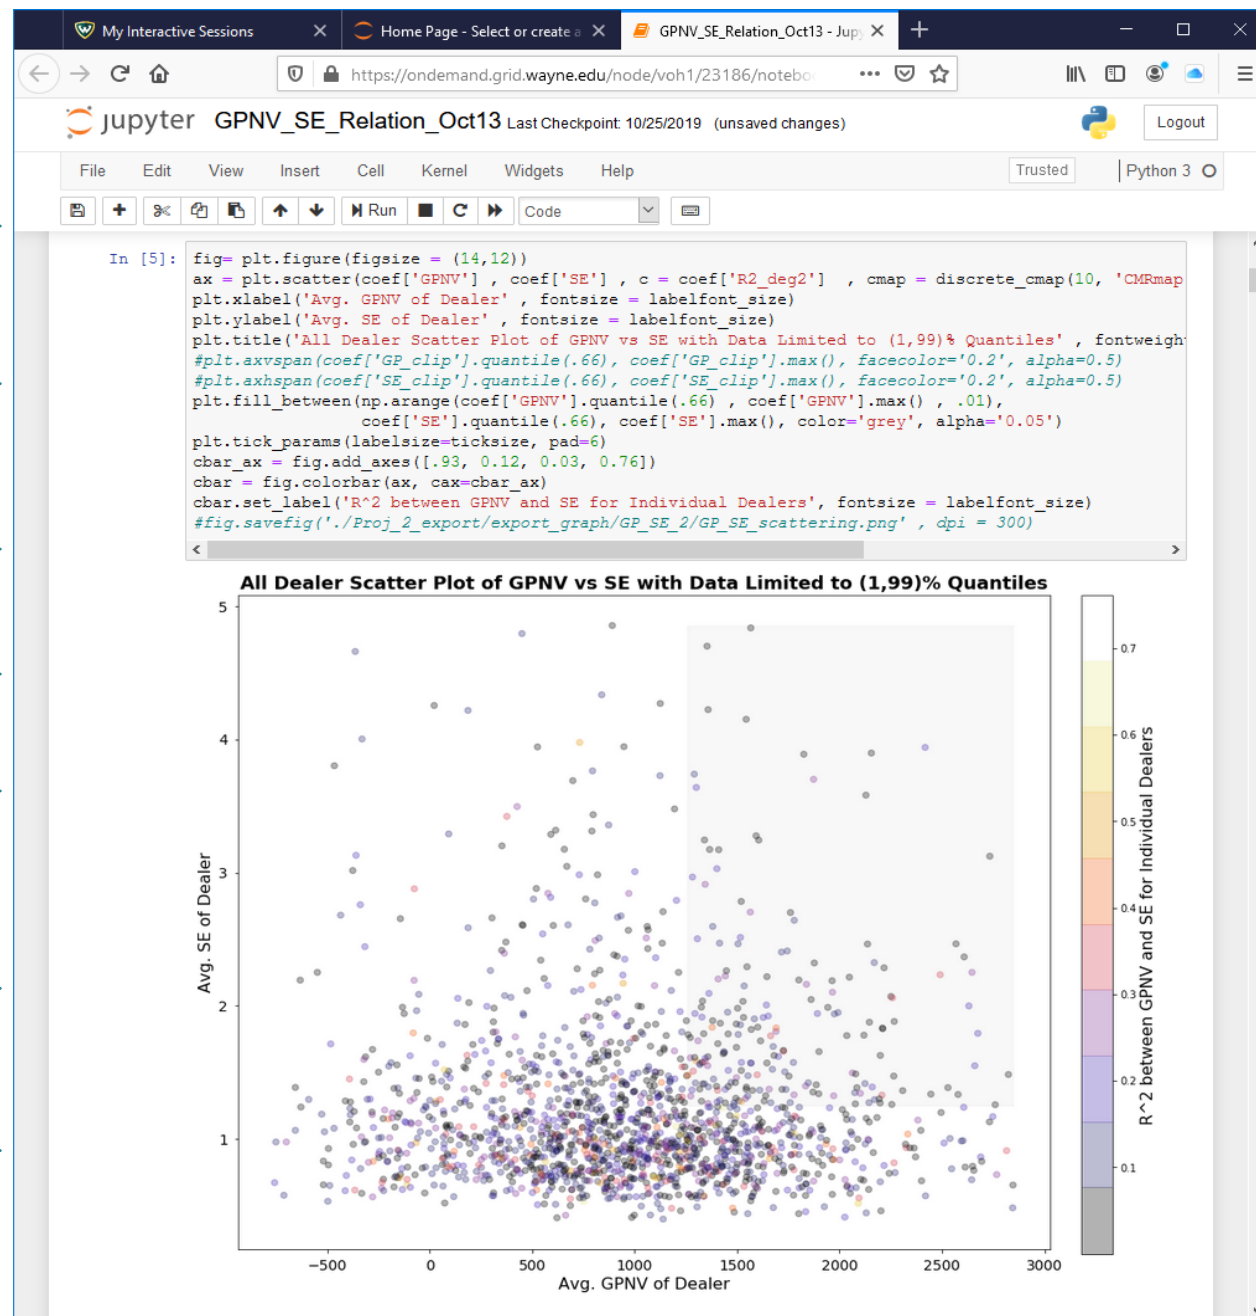 My Interactive Sessions
Home Page - Select or create a
GPNV_SE_Relation_Oct13 - Jup
https://ondemand.grid.wayne.edu/node/voh1/23186/notebo
jupyter GPNV_SE_Relation_Oct13 Last Checkpoint: 10/25/2019 (unsaved changes)
Logout
File Edit View Insert Cell Kernel Widgets Help
Trusted
Python 3
Run
Code
In [5]:
fig= plt.figure(figsize = (14,12))
ax = plt.scatter(coef['GPNV'] , coef['SE'] , c = coef['R2_deg2'] , cmap = discrete_cmap(10, 'CMRmap
plt.xlabel('Avg. GPNV of Dealer' , fontsize = labelfont_size)
plt.ylabel('Avg. SE of Dealer' , fontsize = labelfont_size)
plt.title('All Dealer Scatter Plot of GPNV vs SE with Data Limited to (1,99)% Quantiles' , fontweigh
#plt.axvspan(coef['GP_clip'].quantile(.66), coef['GP_clip'].max(), facecolor='0.2', alpha=0.5)
#plt.axhspan(coef['SE_clip'].quantile(.66), coef['SE_clip'].max(), facecolor='0.2', alpha=0.5)
plt.fill_between(np.arange(coef['GPNV'].quantile(.66) , coef['GPNV'].max() , .01),
coef['SE'].quantile(.66), coef['SE'].max(), color='grey', alpha='0.05')
plt.tick_params(labelsize=ticksize, pad=6)
cbar_ax = fig.add_axes([.93, 0.12, 0.03, 0.76])
cbar = fig.colorbar(ax, cax=cbar_ax)
cbar.set_label('R^2 between GPNV and SE for Individual Dealers', fontsize = labelfont_size)
#fig.savefig('./Proj_2_export/export_graph/GP_SE_2/GP_SE_scattering.png' , dpi = 300)
All Dealer Scatter Plot of GPNV vs SE with Data Limited to (1,99)% Quantiles
5
4
3
2
1
Avg. SE of Dealer
−500 0 500 1000 1500 2000 2500 3000
Avg. GPNV of Dealer
0.7
0.6
0.5
0.4
0.3
0.2
0.1
R^2 between GPNV and SE for Individual Dealers